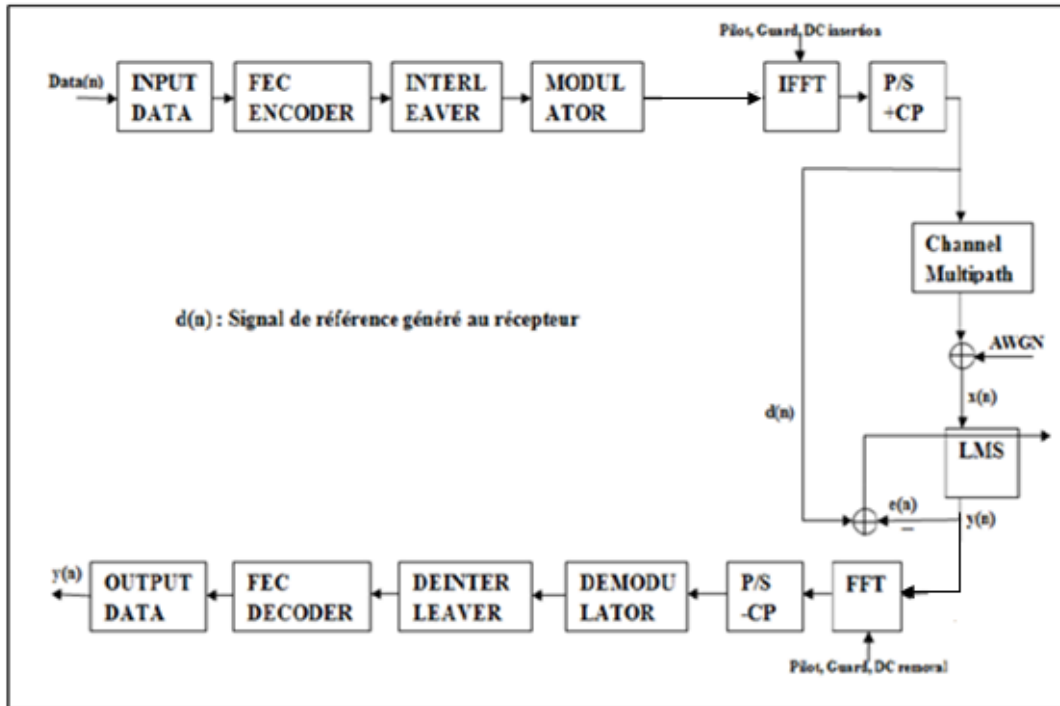 Pilot, Guard, DC insertion
Data(n)
INPUT
DATA
FEC
ENCODER
INTERL
EAVER
MODUL
ATOR
IFFT
P/S
+CP
Channel
Multipath
d(n) : Signal de référence généré au récepteur
AWGN
x(n)
d(n)
LMS
e(n)
–
y(n)
y(n)
OUTPUT
DATA
FEC
DECODER
DEINTER
LEAVER
DEMODU
LATOR
P/S
-CP
FFT
Pilot, Guard, DC removal